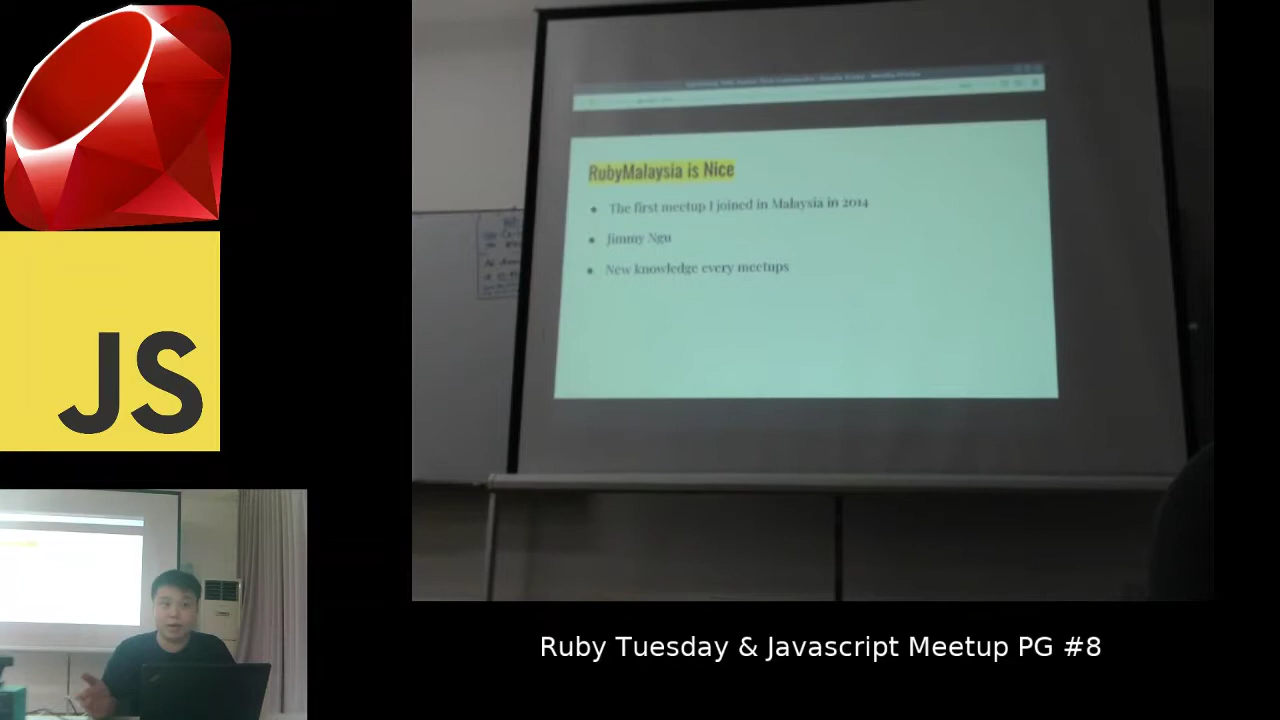 JS
RubyMalaysia is Nice
The first meetup I joined in Malaysia in 2014
Jimmy Ngu
New knowledge every meetups
Ruby Tuesday & Javascript Meetup PG #8